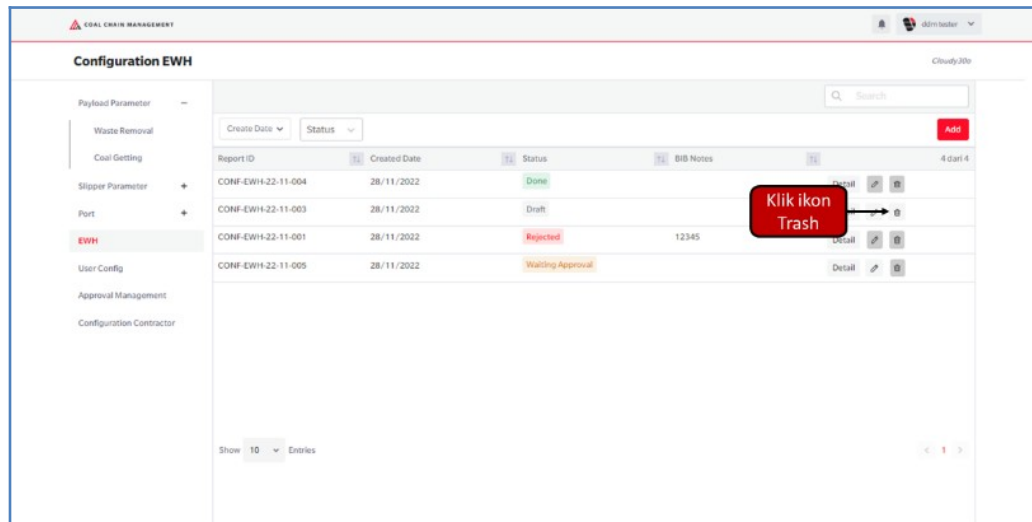 COAL CHAIN MANAGEMENT
ddm tester
Configuration EWH
Cloudy,30o
Payload Parameter −
Waste Removal
Coal Getting
Slipper Parameter +
Port +
EWH
User Config
Approval Management
Configuration Contractor
Search
Create Date
Status
Add
Report ID
Created Date
Status
BIB Notes
4 dari 4
CONF-EWH-22-11-004 28/11/2022 Done Detail
CONF-EWH-22-11-003 28/11/2022 Draft
CONF-EWH-22-11-001 28/11/2022 Rejected 12345 Detail
CONF-EWH-22-11-005 28/11/2022 Waiting Approval Detail
Klik ikon
Trash
Show 10 Entries
< 1 >